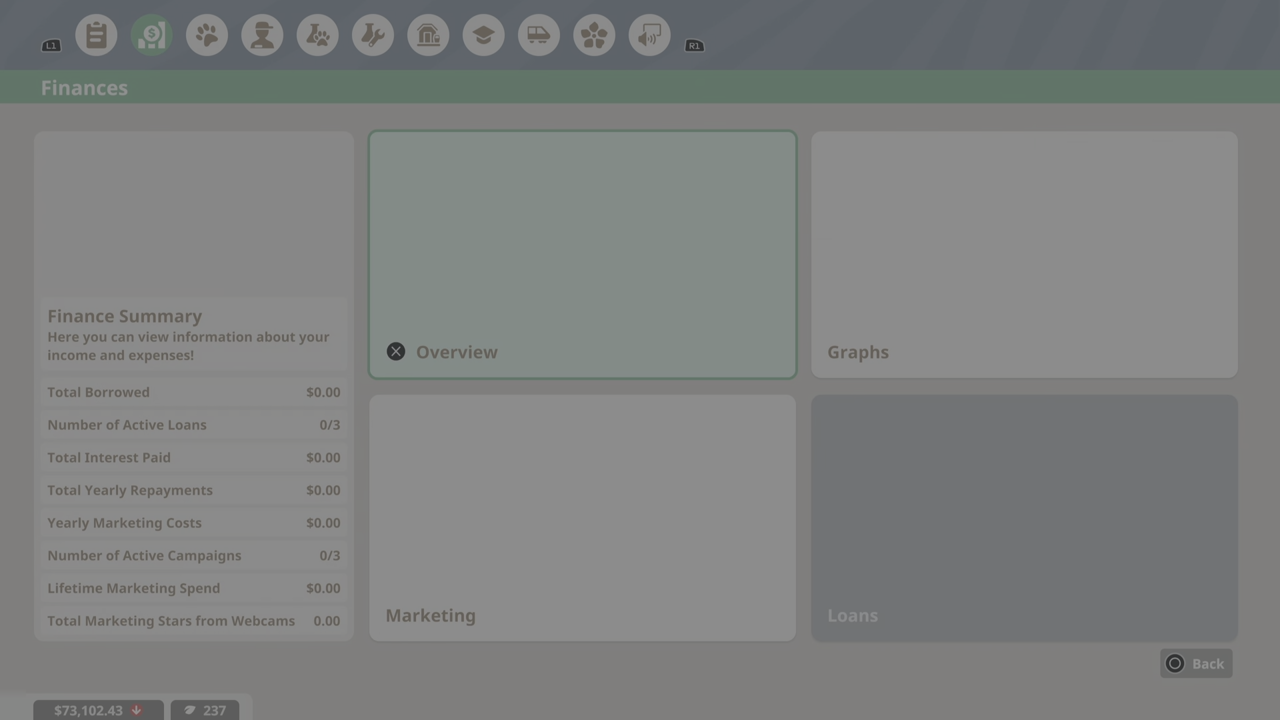 L1
R1
Finances
Finance Summary
Here you can view information about your
income and expenses!
Total Borrowed $0.00
Number of Active Loans 0/3
Total Interest Paid $0.00
Total Yearly Repayments $0.00
Yearly Marketing Costs $0.00
Number of Active Campaigns 0/3
Lifetime Marketing Spend $0.00
Total Marketing Stars from Webcams 0.00
Overview
Graphs
Marketing
Loans
Back
$73,102.43
237